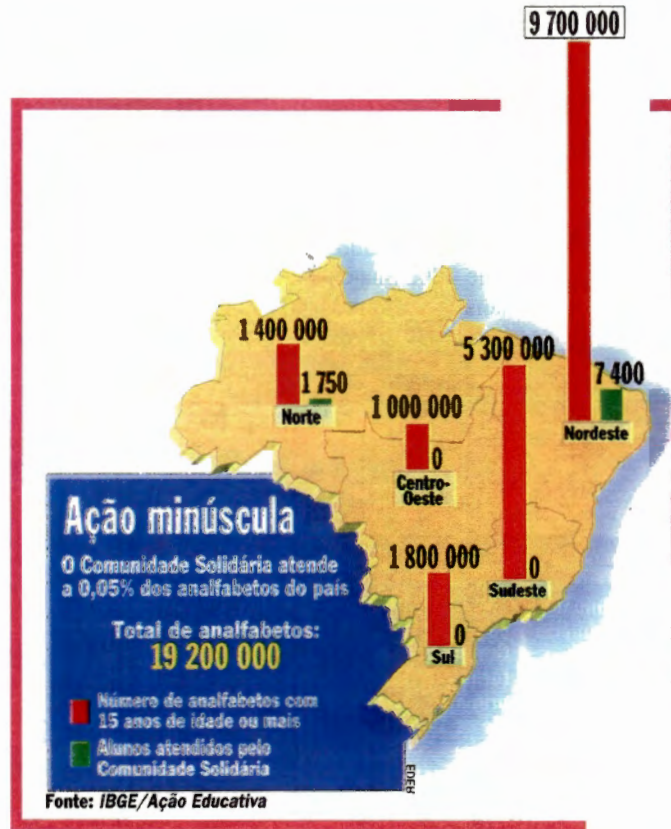 9 700 000
1 400 000
1 750
Norte
1 000 000
0
Centro-
Oeste
5 300 000
0
Sudeste
7 400
Nordeste
1 800 000
0
Sul
Ação minúscula
O Comunidade Solidária atende
a 0,05% dos analfabetos do país
Total de analfabetos:
19 200 000
Número de analfabetos com
15 anos de idade ou mais
Alunos atendidos pelo
Comunidade Solidária
Fonte: IBGE/Ação Educativa